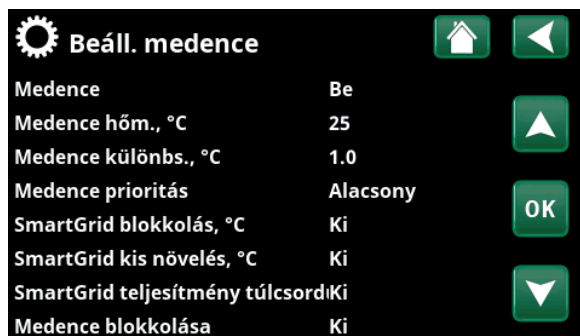 Beáll. medence
Medence Be
Medence hőm., °C 25
Medence különbs., °C 1.0
Medence prioritás Alacsony
SmartGrid blokkolás, °C Ki
OK
SmartGrid kis növelés, °C Ki
SmartGrid teljesítmény túlcsord Ki
Medence blokkolása Ki